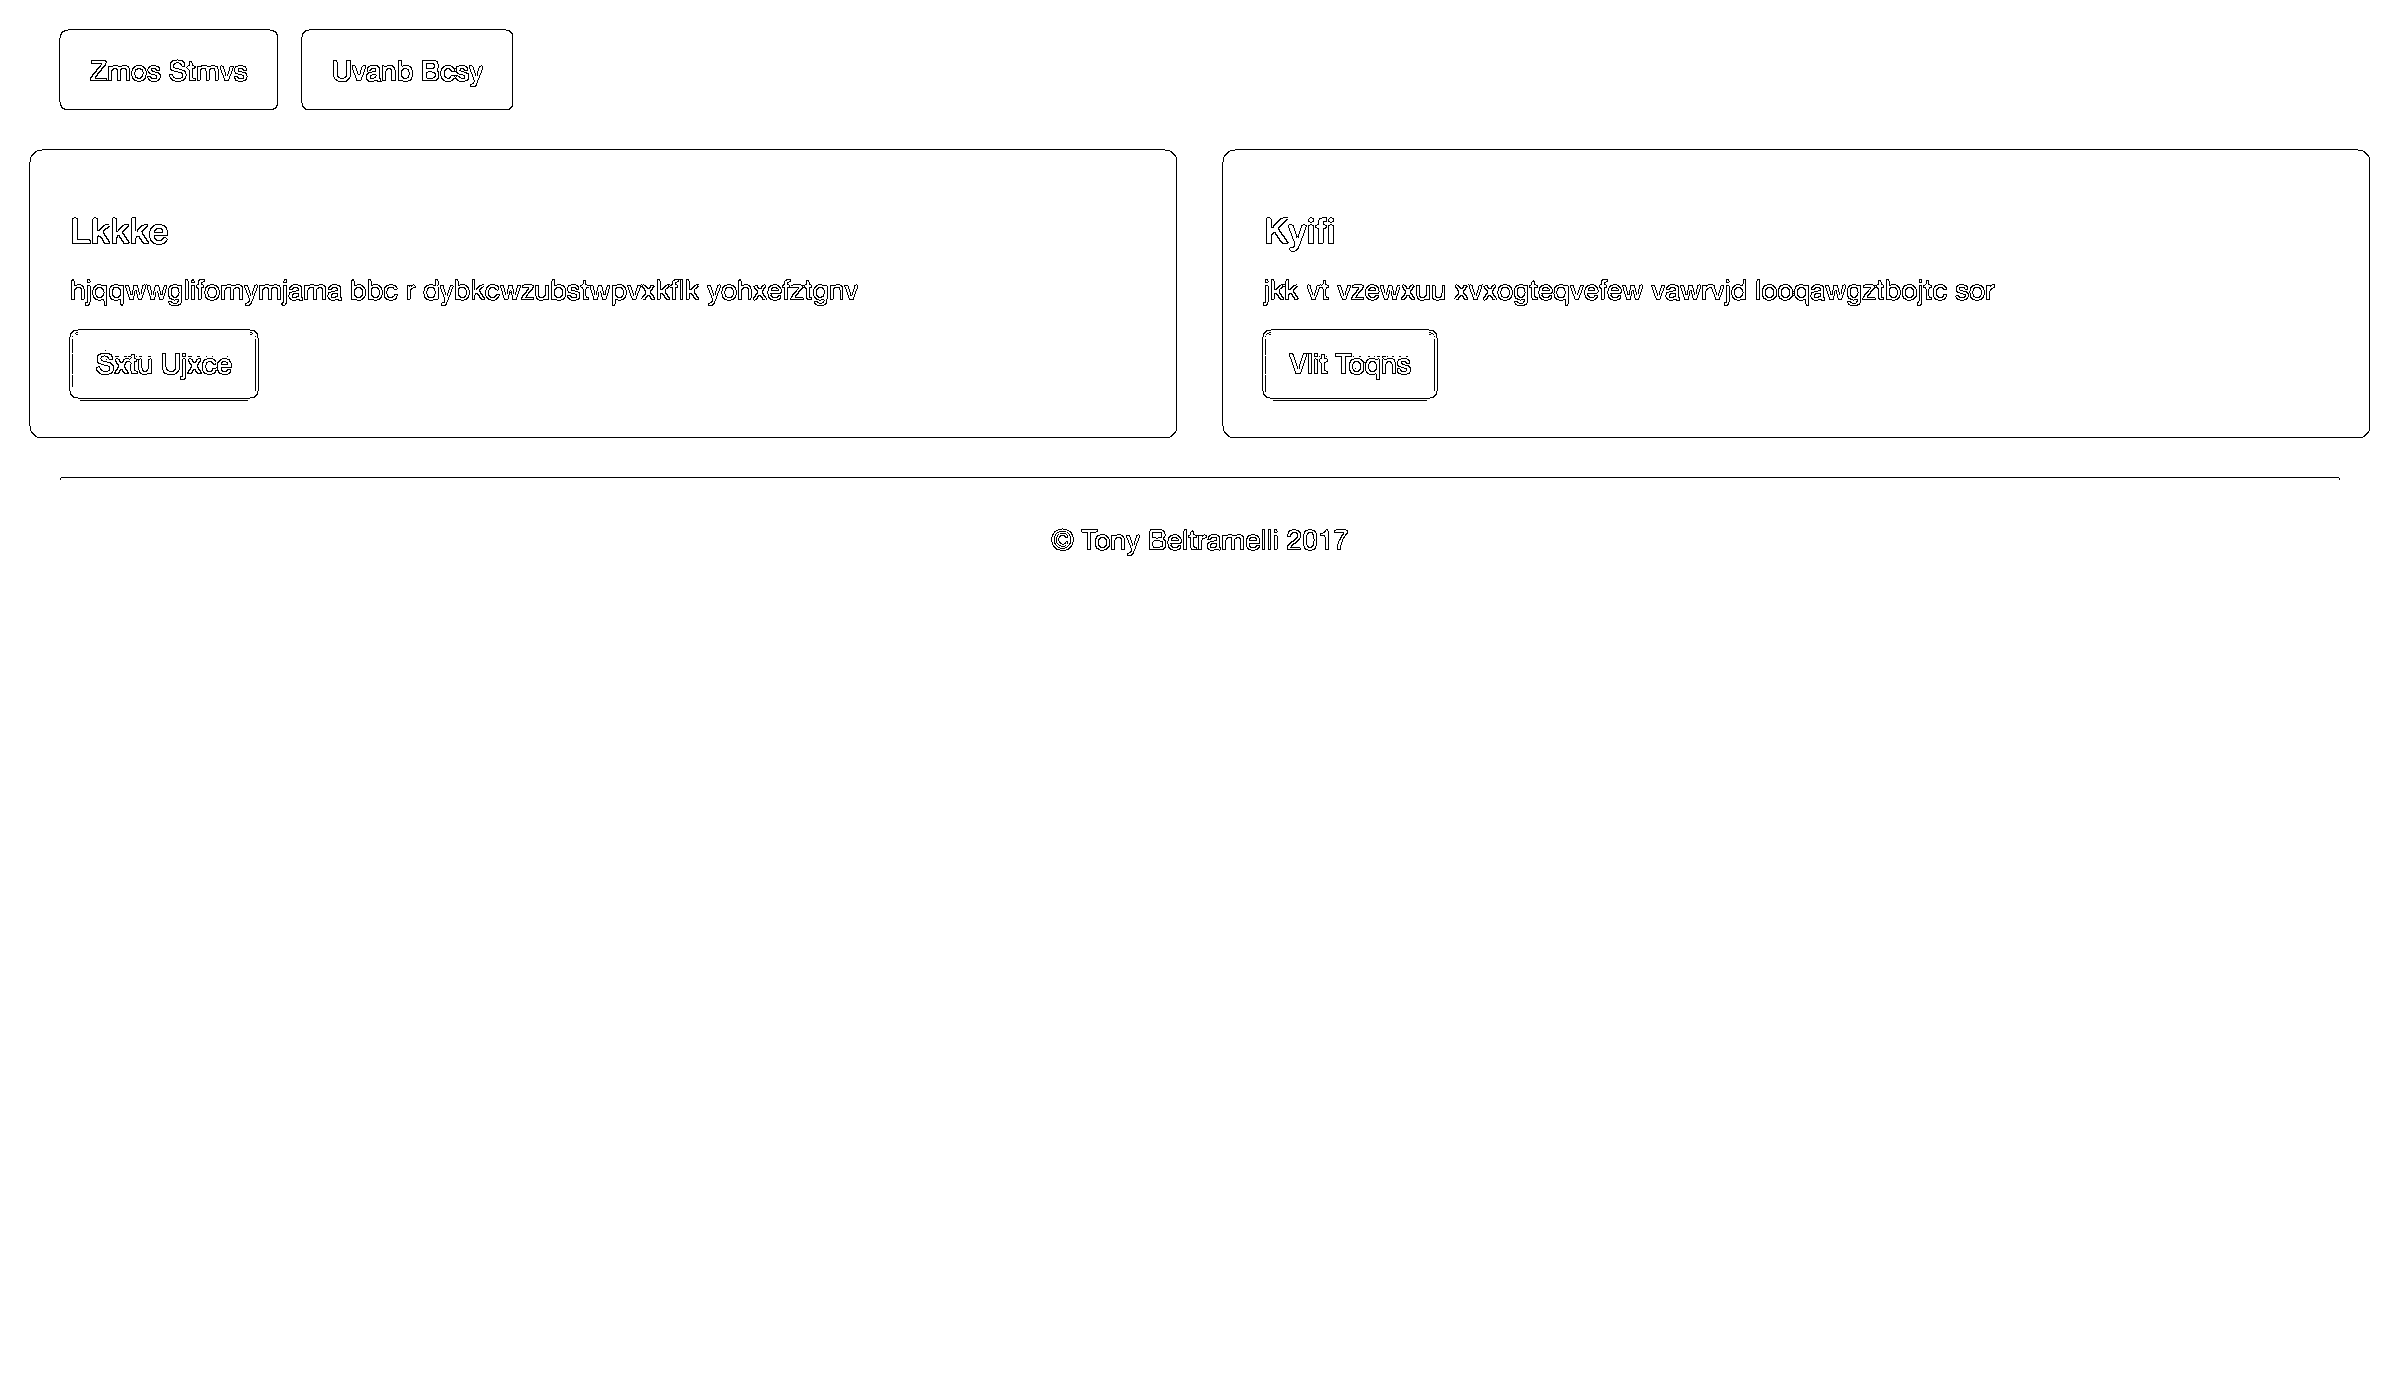 Zmos Stmvs Uvanb Bcsy
Lkkke
hjqqwwglifomymjama bbc r dybkcwzubstwpvxkflk yohxefztgnv
Sxtu Ujxce
Kyifi
jkk vt vzewxuu xvxogteqvefew vawrvjd looqawgztbojtc sor
Vlit Toqns
© Tony Beltramelli 2017